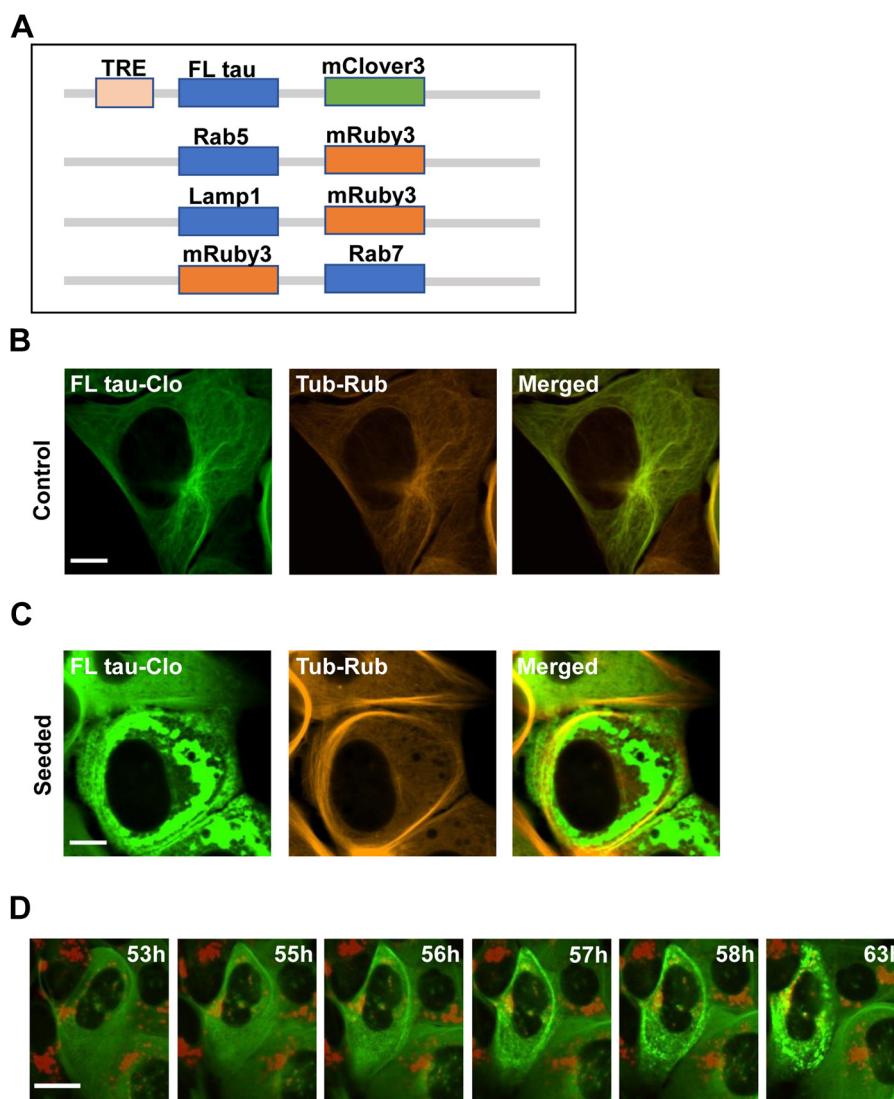 A
TRE FL tau mClover3
Rab5 mRuby3
Lamp1 mRuby3
mRuby3 Rab7
B
Control
FL tau-Clo Tub-Rub Merged
C
Seeded
FL tau-Clo Tub-Rub Merged
D
53h 55h 56h 57h 58h 63h